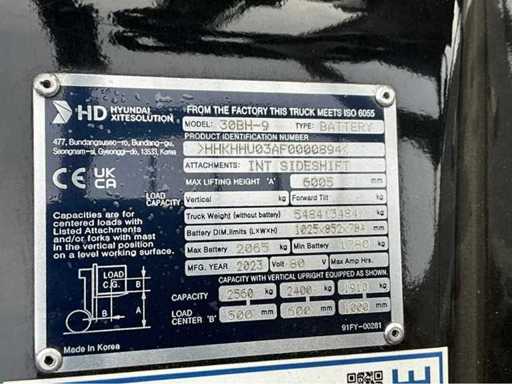 HD HYUNDAI
XITESOLUTION
477, Bundangsuseo-ro, Bundang-gu,
Seongnam-si, Gyeonggi-do, 13533, Korea
CE UK
CA
Capacities are for
centered loads with
Listed Attachments
and/or forks with mast
in the vertical position
on a level working surface.
LOAD
C.G.
B
A
B
Made in Korea
FROM THE FACTORY THIS TRUCK MEETS ISO 6055
MODEL: 30BH-9 TYPE: BATTERY
PRODUCT IDENTIFICATION NUMBER
>HHKHHU03AF0000894<
ATTACHMENTS: INT SIDESHIFT
MAX LIFTING HEIGHT "A" 6005 mm
LOAD
CAPACITY
Vertical kg Forward Tilt kg
Truck Weight (without battery) kg
Battery DIM.limits (LXWXH) 1025×852×784 mm
Max Battery 2065 kg Min Battery 1780 kg
MFG. YEAR 2023 Volt 80 V Max Amp Hrs.
CAPACITY WITH VERTICAL UPRIGHT EQUIPPED AS SHOWN.
CAPACITY 2560 kg 2400 kg 1910 kg
LOAD
CENTER 'B' 500 mm 600 mm 1000 mm
91FY-00281
E